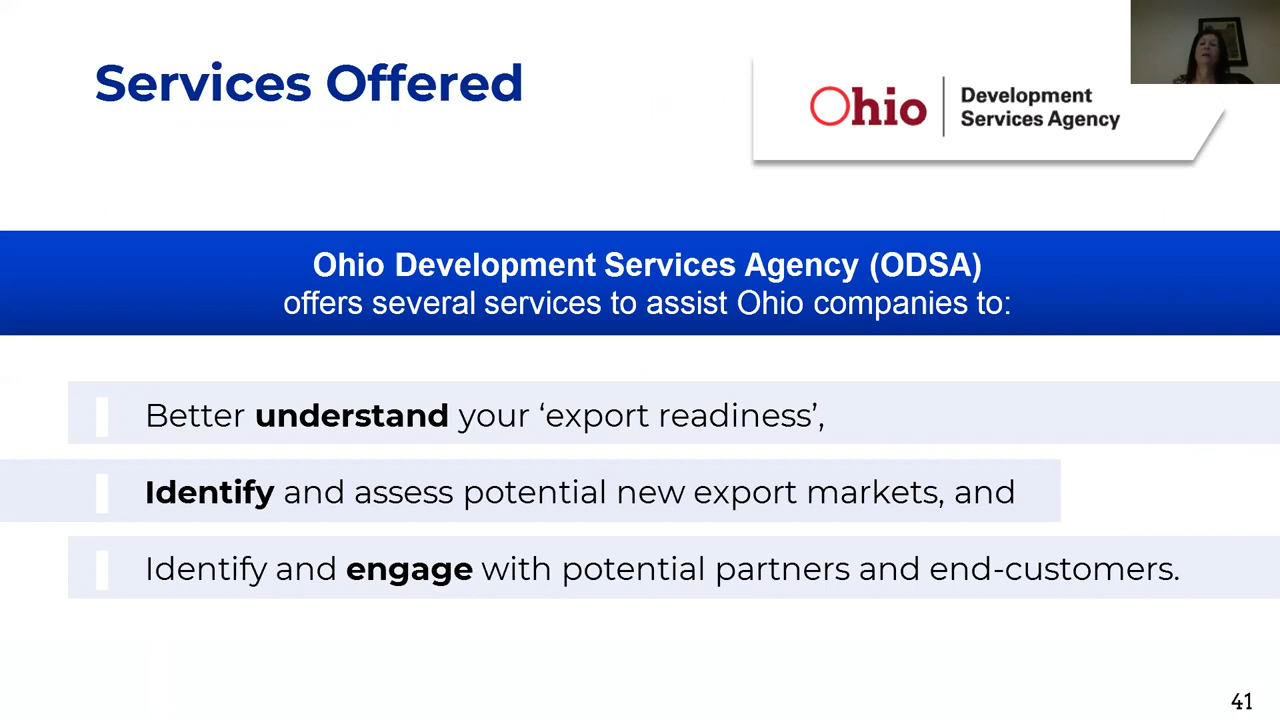 Services Offered
Ohio
Development
Services Agency
Ohio Development Services Agency (ODSA)
offers several services to assist Ohio companies to:
Better understand your ‘export readiness’,
Identify and assess potential new export markets, and
Identify and engage with potential partners and end-customers.
41